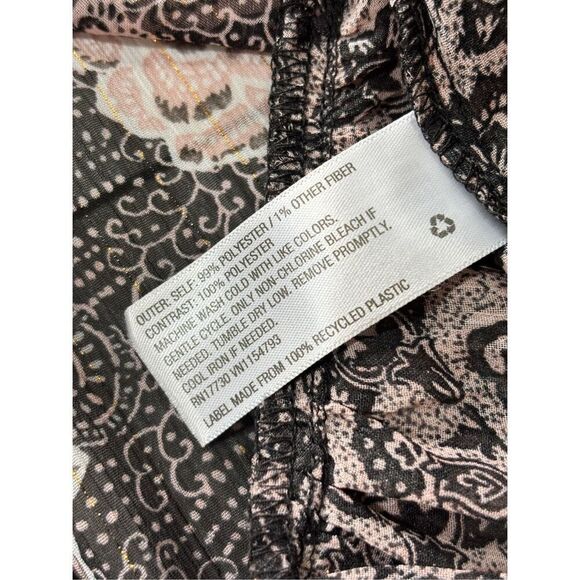 OUTER: SELF: 99% POLYESTER / 1% OTHER FIBER
CONTRAST: 100% POLYESTER
MACHINE WASH COLD WITH LIKE COLORS.
GENTLE CYCLE. ONLY NON-CHLORINE BLEACH IF
NEEDED. TUMBLE DRY LOW. REMOVE PROMPTLY.
COOL IRON IF NEEDED.
RN17730 VN1154793
LABEL MADE FROM 100% RECYCLED PLASTIC